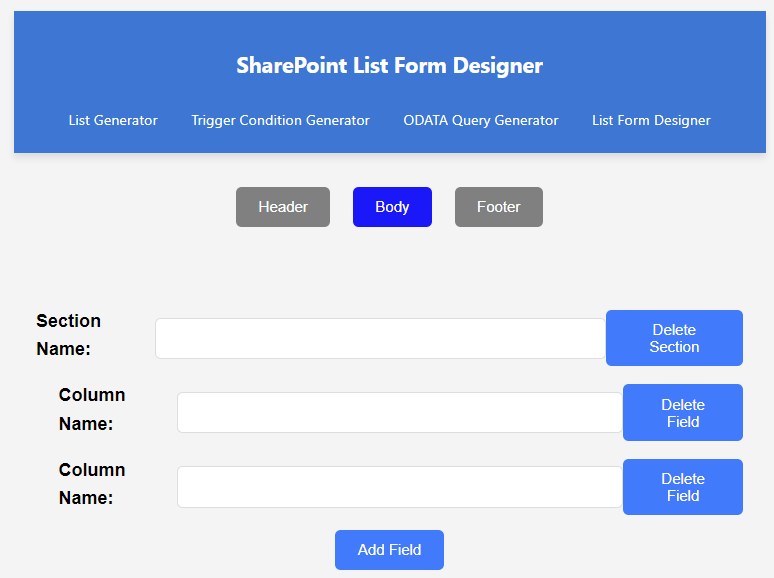 SharePoint List Form Designer
List Generator Trigger Condition Generator ODATA Query Generator List Form Designer
Header Body Footer
Section
Name:
Delete
Section
Column
Name:
Delete
Field
Column
Name:
Delete
Field
Add Field